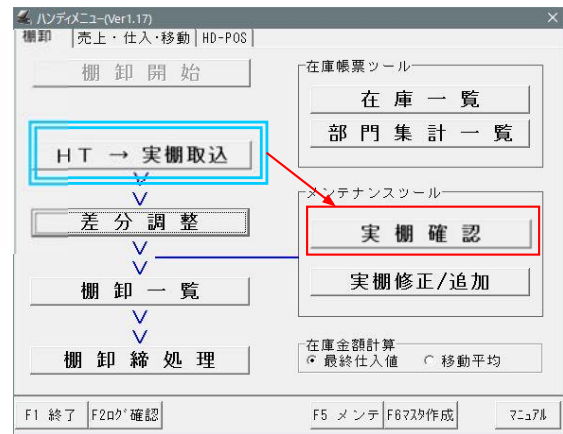 ハンディメニュー(Ver1.17)
棚卸 売上・仕入・移動 HD-POS
棚卸開始
HT → 実棚取込
差分調整
棚卸一覧
棚卸締処理
在庫帳票ツール
在庫一覧
部門集計一覧
メンテナンスツール
実棚確認
実棚修正/追加
在庫金額計算
最終仕入値 移動平均
F1 終了 F2ログ確認 F5 メンテ F6マスタ作成 マニュアル